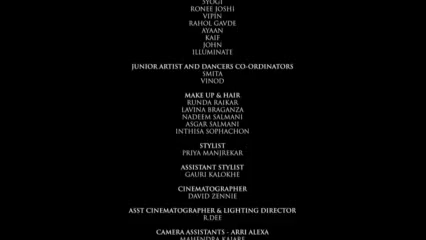 SYOGI
RONEE JOSHI
VIPIN
RAHOL GAVDE
AYAAN
KAIF
JOHN
ILLUMINATE
JUNIOR ARTIST AND DANCERS CO-ORDINATORS
SMITA
VINOD
MAKE UP & HAIR
RUNDA RAIKAR
LAVINA BRAGANZA
NADEEM SALMANI
ASGAR SALMANI
INTHISA SOPHACHON
STYLIST
PRIYA MANJREKAR
ASSISTANT STYLIST
GAURI KALOKHE
CINEMATOGRAPHER
DAVID ZENNIE
ASST CINEMATOGRAPHER & LIGHTING DIRECTOR
R.DEE
CAMERA ASSISTANTS - ARRI ALEXA